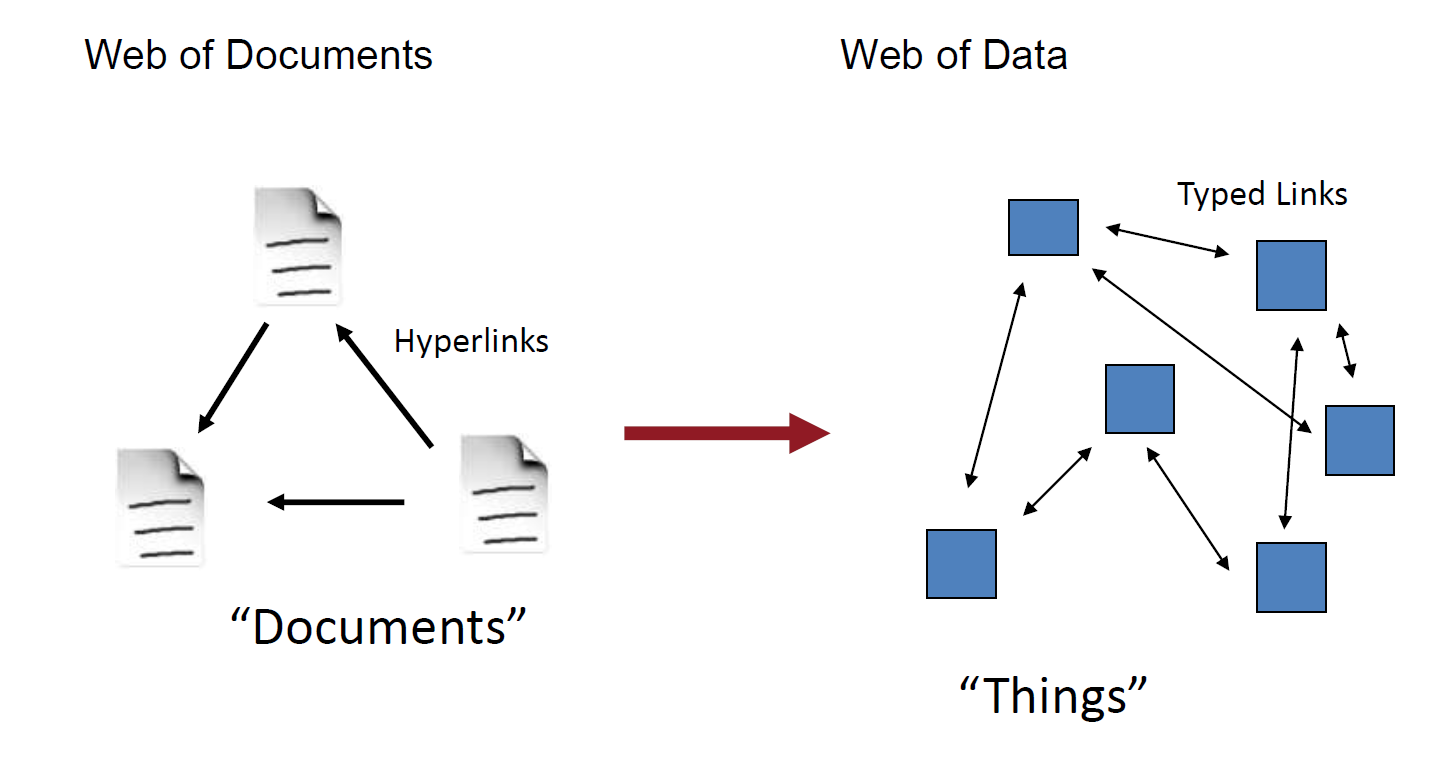 Web of Documents
Hyperlinks
“Documents”
Web of Data
Typed Links
“Things”